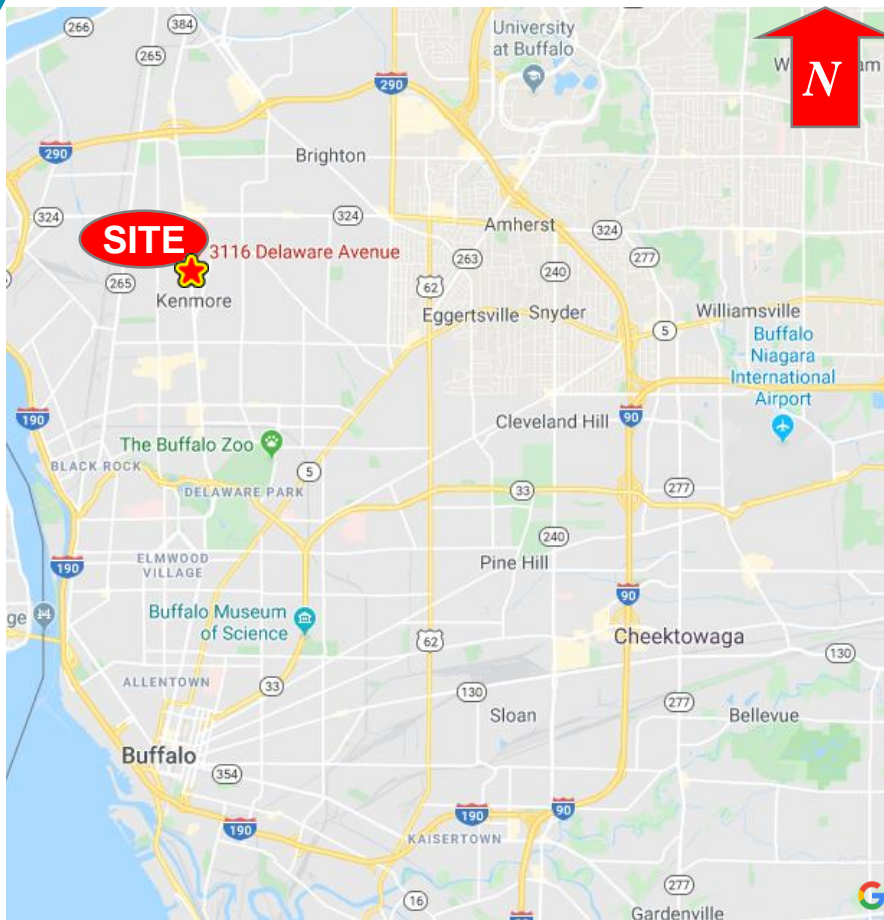 266
384
265
University
at Buffalo
N
290
290
Brighton
324
324
SITE
3116 Delaware Avenue
265
Kenmore
Amherst
324
263
240
277
62
Eggertsville
Snyder
5
Williamsville
Buffalo
Niagara
International
Airport
190
90
Cleveland Hill
The Buffalo Zoo
BLACK ROCK
5
DELAWARE PARK
33
277
240
ELMWOOD
VILLAGE
Pine Hill
190
90
Buffalo Museum
of Science
62
Cheektowaga
130
ALLENTOWN
33
130
277
Sloan
Bellevue
Buffalo
354
190
190
90
KAISERTOWN
16
277
Gardenville
G